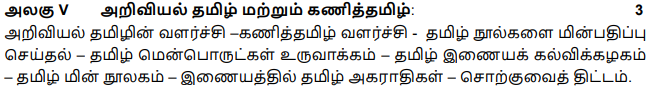 அலகு V அறிவியல் தமிழ் மற்றும் கணித்தமிழ்: 3
அறிவியல் தமிழின் வளர்ச்சி –கணித்தமிழ் வளர்ச்சி - தமிழ் நூல்களை மின்பதிப்பு
செய்தல் – தமிழ் மென்பொருட்கள் உருவாக்கம் – தமிழ் இணையக் கல்விக்கழகம்
– தமிழ் மின் நூலகம் – இணையத்தில் தமிழ் அகராதிகள் – சொற்குவைத் திட்டம்.